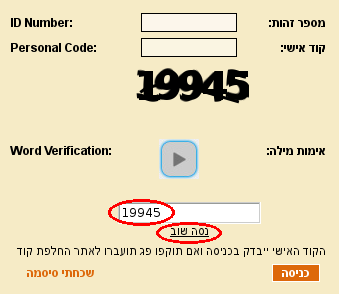 ID Number: מספר זהות:
Personal Code: קוד אישי:
19945
Word Verification: אימות מילה:
19945
נסה שוב
הקוד האישי ייבדק בכניסה ואם תוקפו פג תועברו לאתר החלפת קוד
שכחתי סיסמה כניסה